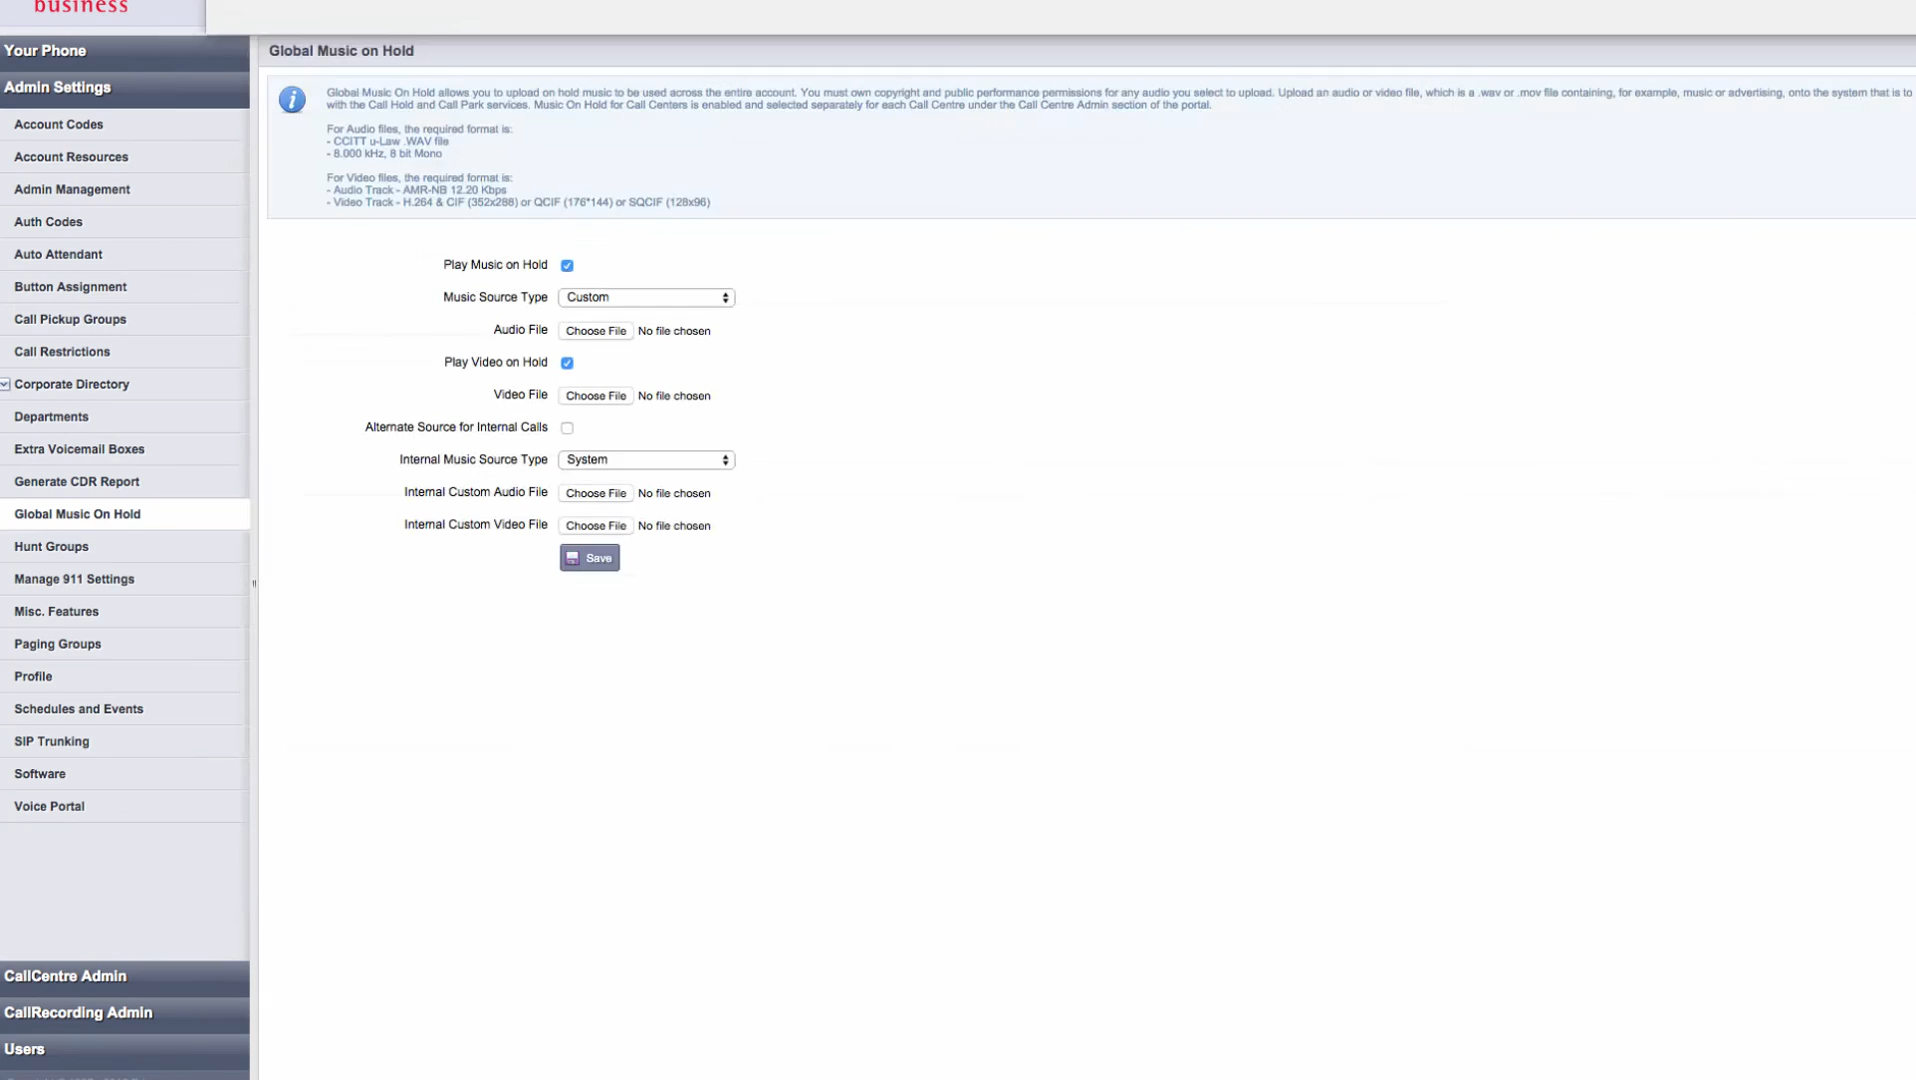 business
Your Phone
Admin Settings
Account Codes
Account Resources
Admin Management
Auth Codes
Auto Attendant
Button Assignment
Call Pickup Groups
Call Restrictions
Corporate Directory
Departments
Extra Voicemail Boxes
Generate CDR Report
Global Music On Hold
Hunt Groups
Manage 911 Settings
Misc. Features
Paging Groups
Profile
Schedules and Events
SIP Trunking
Software
Voice Portal
CallCentre Admin
CallRecording Admin
Users
Global Music on Hold
Global Music On Hold allows you to upload on hold music to be used across the entire account. You must own copyright and public performance permissions for any audio you select to upload. Upload an audio or video file, which is a .wav or .mov file containing, for example, music or advertising, onto the system that is to
with the Call Hold and Call Park services. Music On Hold for Call Centers is enabled and selected separately for each Call Centre under the Call Centre Admin section of the portal.
For Audio files, the required format is:
- CCITT u-Law .WAV file
- 8.000 kHz, 8 bit Mono
For Video files, the required format is:
- Audio Track - AMR-NB 12.20 Kbps
- Video Track - H.264 & CIF (352x288) or QCIF (176*144) or SQCIF (128x96)
Play Music on Hold
Music Source Type Custom
Audio File Choose File No file chosen
Play Video on Hold
Video File Choose File No file chosen
Alternate Source for Internal Calls
Internal Music Source Type System
Internal Custom Audio File Choose File No file chosen
Internal Custom Video File Choose File No file chosen
Save